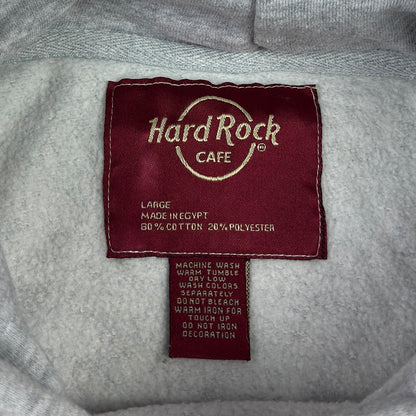 Hard Rock
CAFE
®
LARGE
MADE IN EGYPT
80% COTTON 20% POLYESTER
MACHINE WASH
WARM TUMBLE
DRY LOW
WASH COLORS
SEPARATELY
DO NOT BLEACH
WARM IRON FOR
TOUCH UP
DO NOT IRON
DECORATION